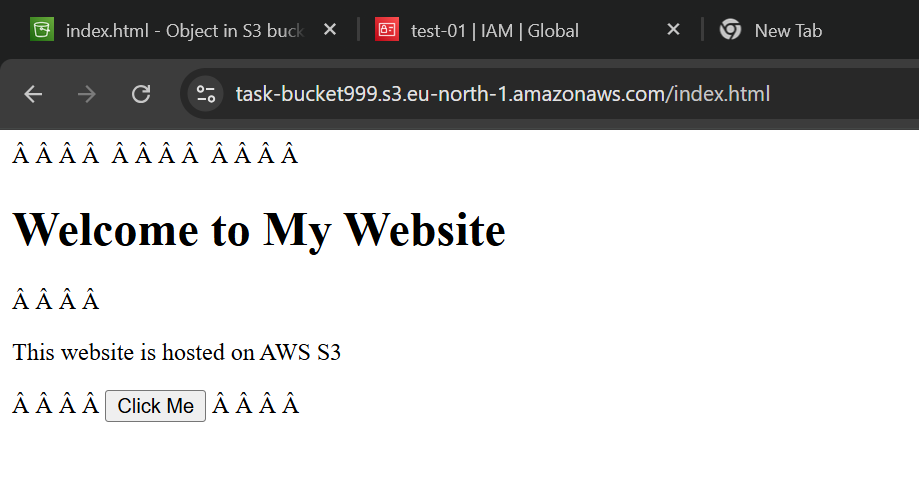 index.html - Object in S3 buck
test-01 | IAM | Global
New Tab
task-bucket999.s3.eu-north-1.amazonaws.com/index.html
Â Â Â Â Â Â Â Â Â Â Â Â
Welcome to My Website
Â Â Â Â
This website is hosted on AWS S3
Â Â Â Â Click Me Â Â Â Â